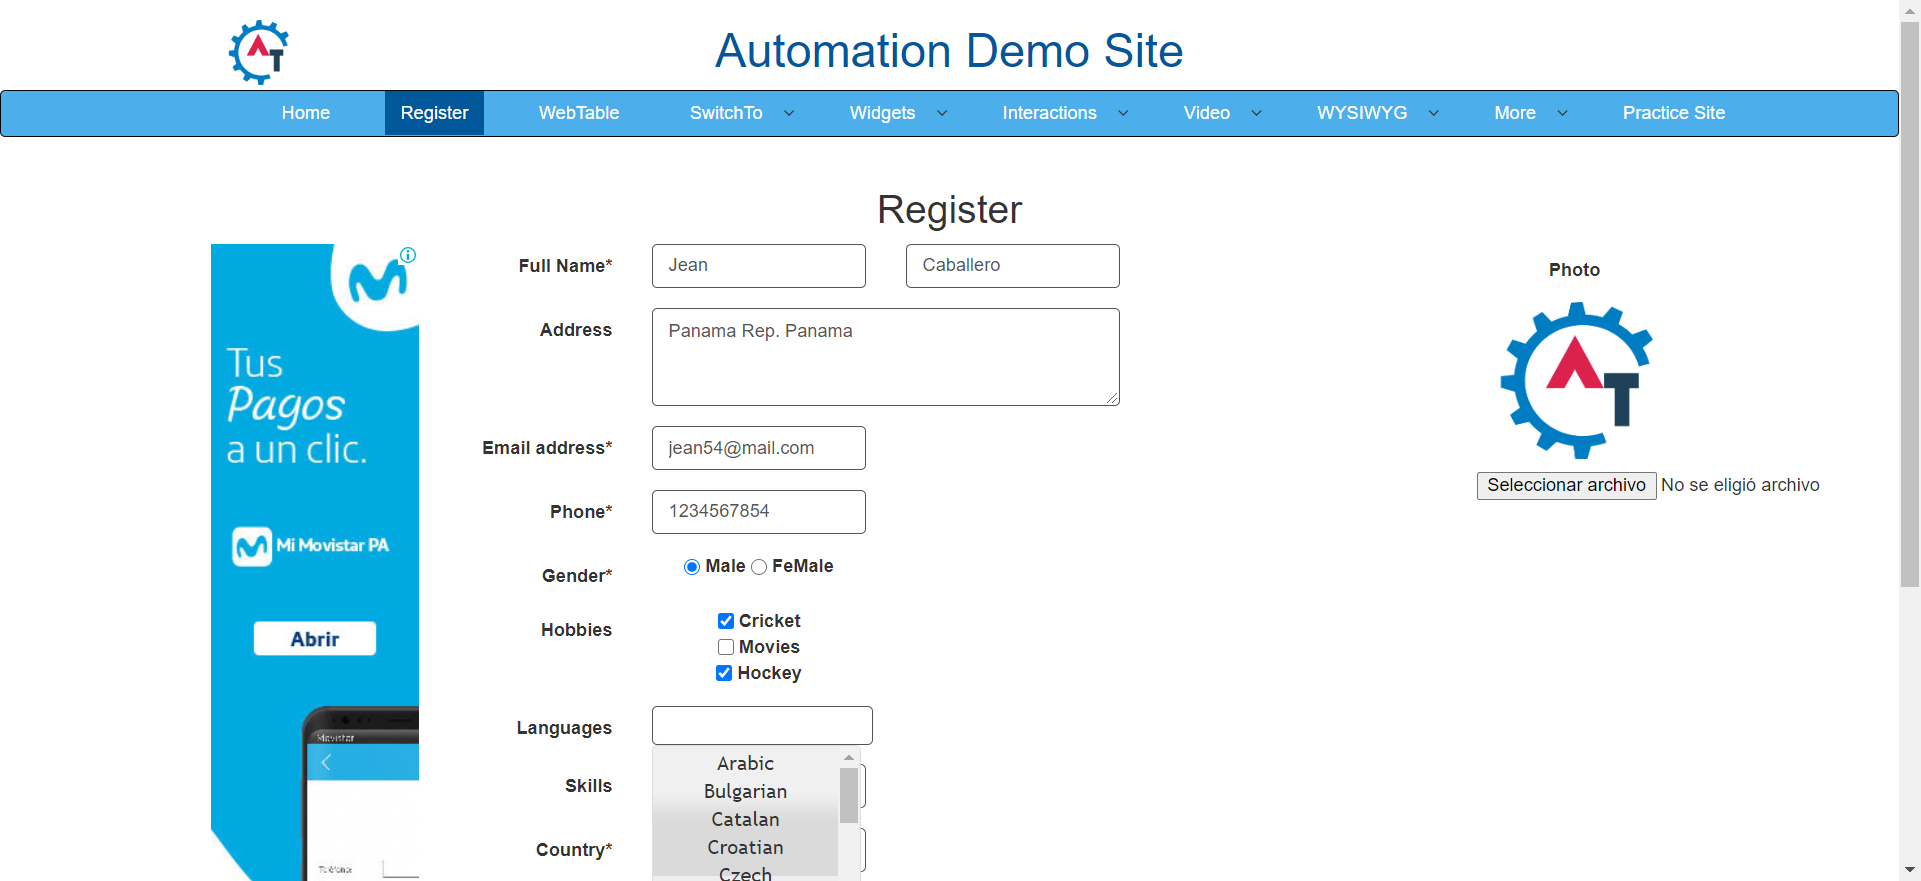 Automation Demo Site
Home Register WebTable SwitchTo Widgets Interactions Video WYSIWYG More Practice Site
Register
Full Name* Jean Caballero
Photo
Address Panama Rep. Panama
Email address* jean54@mail.com
Seleccionar archivo No se eligió archivo
Phone* 1234567854
Gender* Male FeMale
Hobbies Cricket
Movies
Hockey
Languages
Arabic
Skills
Bulgarian
Catalan
Country*
Croatian
Czech
Tus
Pagos
a un clic.
Mi Movistar PA
Abrir
Movistar
Teléfono: